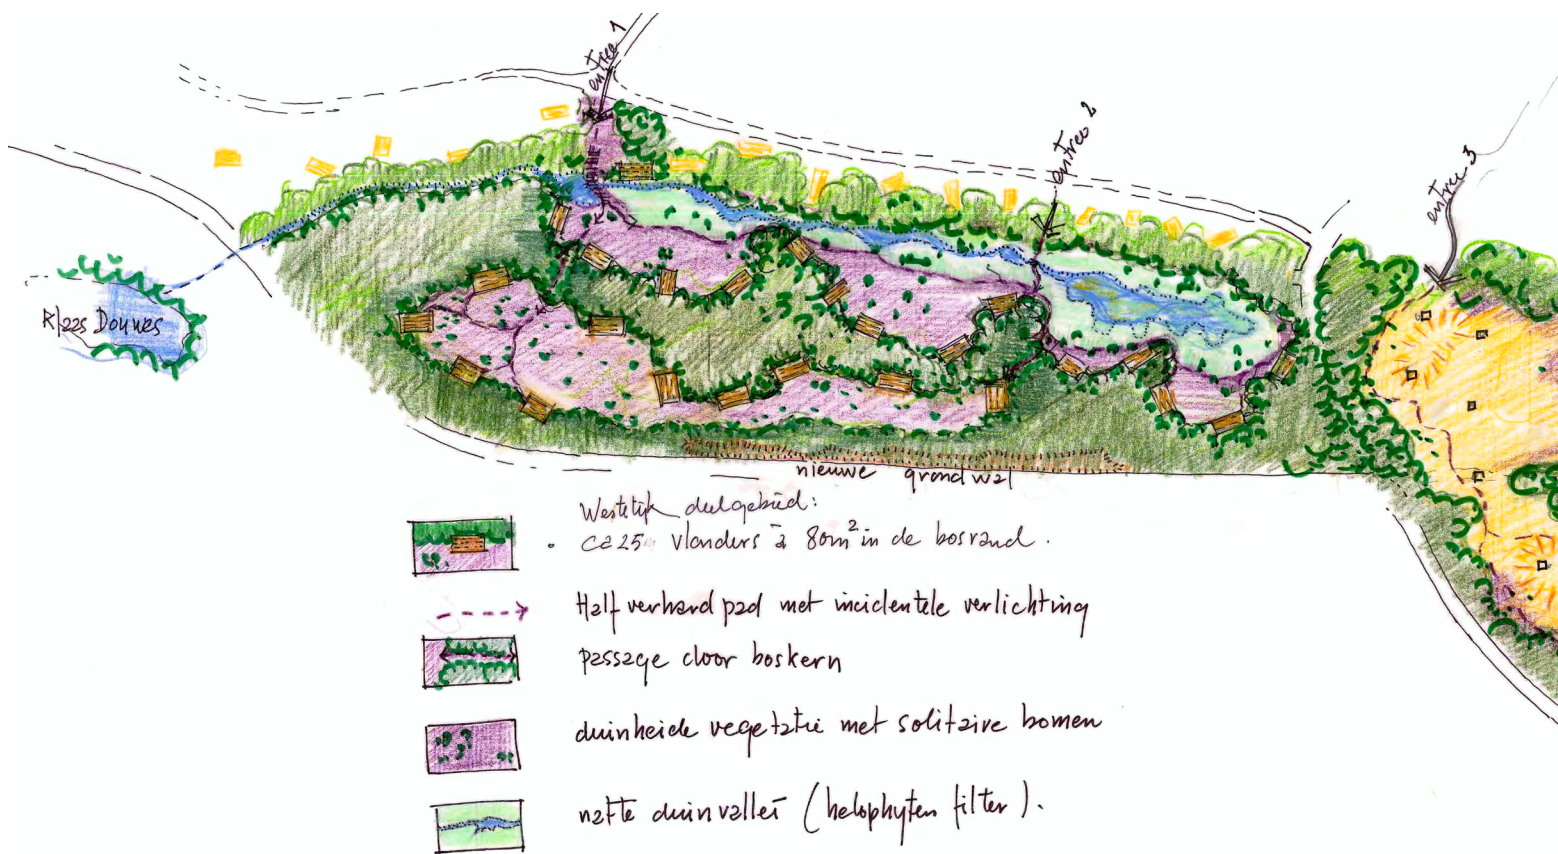 entree 1
entree 2
entree 3
Plaas Douwes
nieuwe grondwal
Westelijk deelgebied:
. ca 25 vlonders à 80m² in de bosrand.
Half verhard pad met incidentele verlichting
passage door boskern
duinheide vegetatie met solitaire bomen
natte duinvallei (helophyten filter).